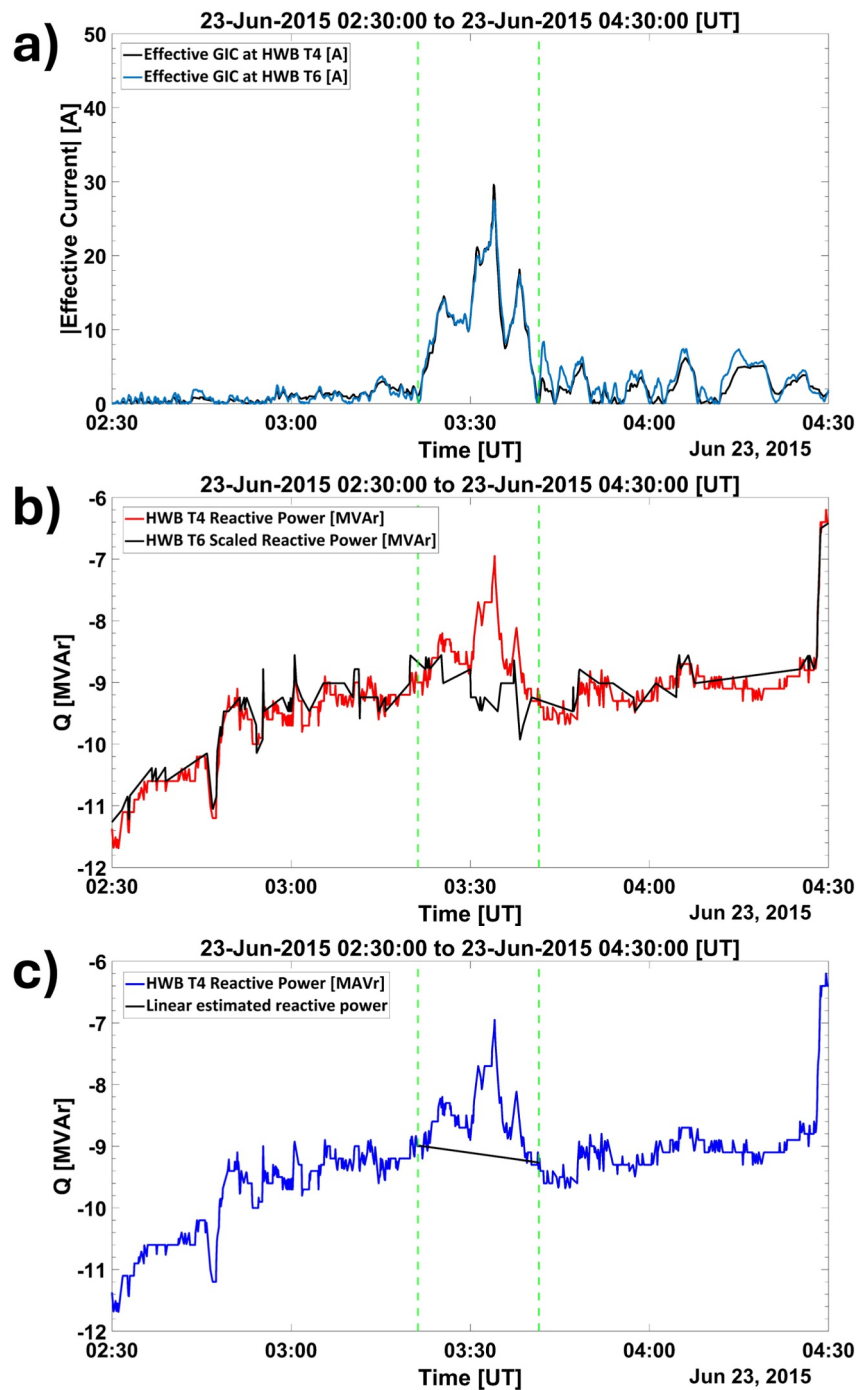 a)
23-Jun-2015 02:30:00 to 23-Jun-2015 04:30:00 [UT]
Effective GIC at HWB T4 [A]
Effective GIC at HWB T6 [A]
|Effective Current| [A]
50
40
30
20
10
0
02:30 03:00 03:30 04:00 04:30
Time [UT]
Jun 23, 2015
b)
23-Jun-2015 02:30:00 to 23-Jun-2015 04:30:00 [UT]
HWB T4 Reactive Power [MVAr]
HWB T6 Scaled Reactive Power [MVAr]
Q [MVAr]
-6
-7
-8
-9
-10
-11
-12
02:30 03:00 03:30 04:00 04:30
Time [UT]
Jun 23, 2015
c)
23-Jun-2015 02:30:00 to 23-Jun-2015 04:30:00 [UT]
HWB T4 Reactive Power [MAVr]
Linear estimated reactive power
Q [MVAr]
-6
-7
-8
-9
-10
-11
-12
02:30 03:00 03:30 04:00 04:30
Time [UT]
Jun 23, 2015